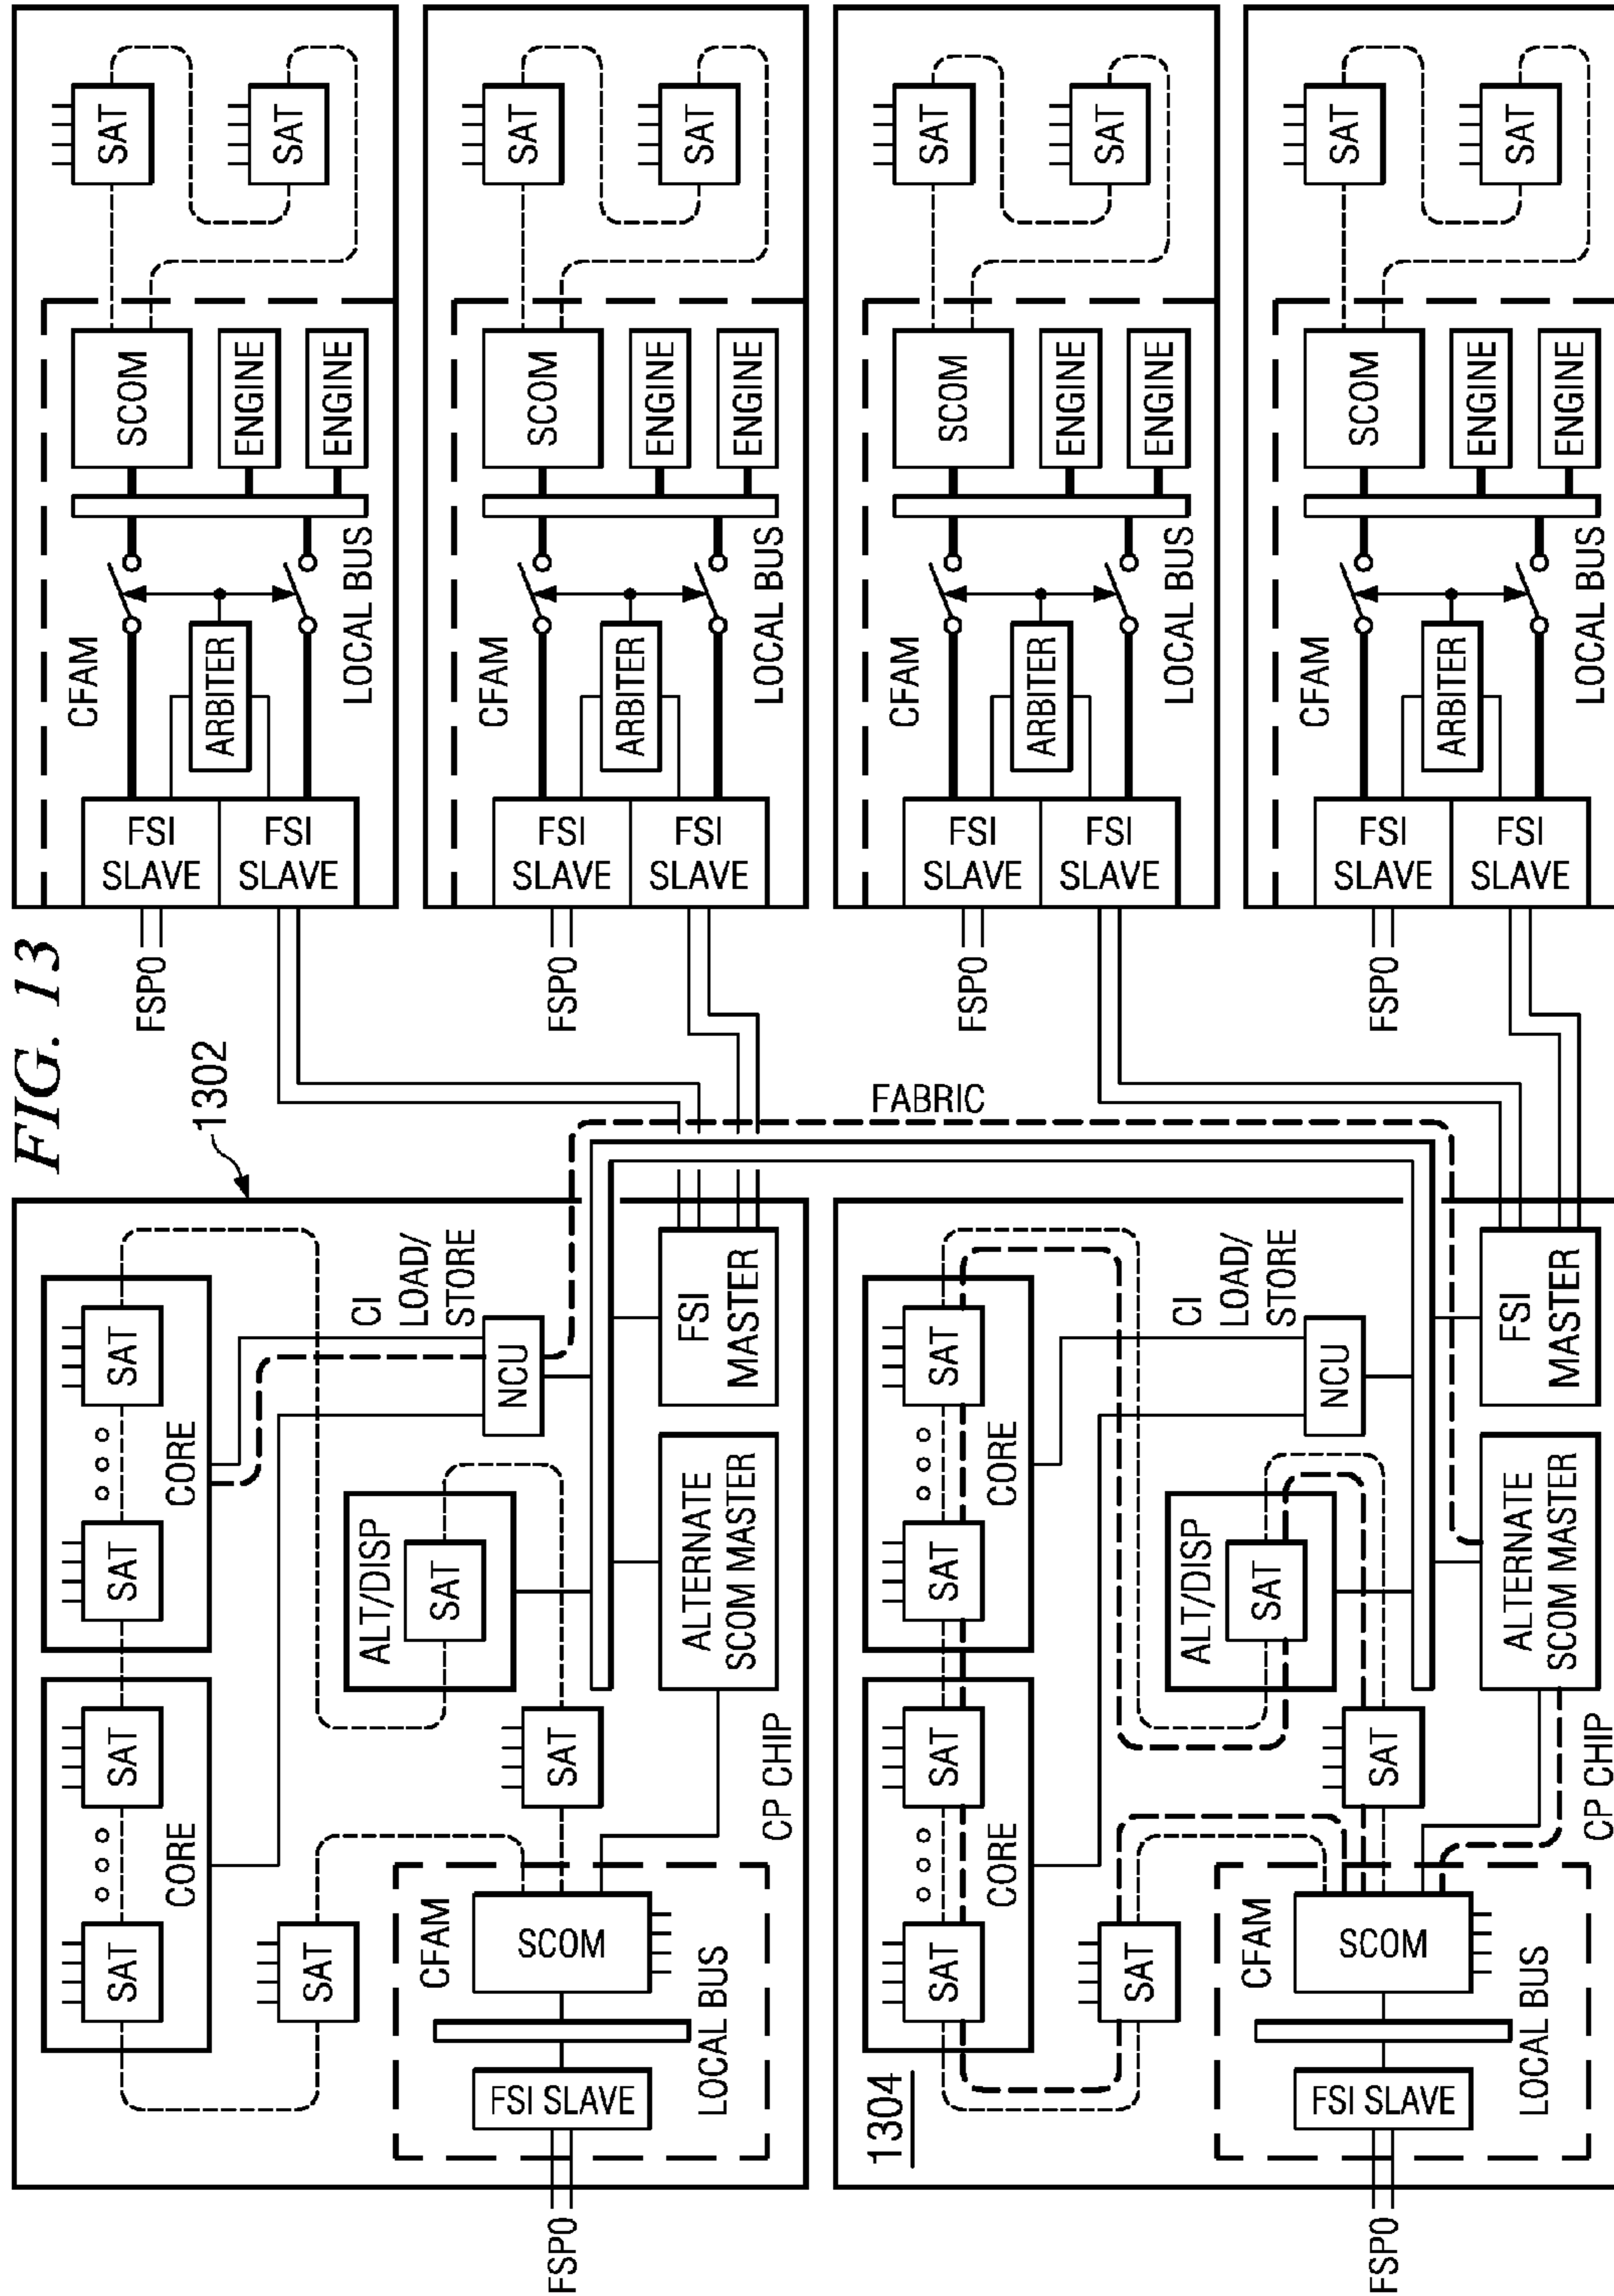 FIG. 13
1302
SAT
SAT
CORE
SAT
SAT
CORE
SAT
CI
LOAD/
STORE
NCU
ALT/DISP
SAT
SAT
FSI
MASTER
ALTERNATE
SCOM MASTER
CP CHIP
CFAM
SCOM
LOCAL BUS
FSI SLAVE
FSP0
FABRIC
1304
SAT
SAT
CORE
SAT
SAT
CORE
SAT
CI
LOAD/
STORE
NCU
ALT/DISP
SAT
SAT
FSI
MASTER
ALTERNATE
SCOM MASTER
CP CHIP
CFAM
SCOM
LOCAL BUS
FSI SLAVE
FSP0
FSP0
FSI
SLAVE
FSI
SLAVE
CFAM
ARBITER
LOCAL BUS
SCOM
ENGINE
ENGINE
SAT
SAT
FSP0
FSI
SLAVE
FSI
SLAVE
CFAM
ARBITER
LOCAL BUS
SCOM
ENGINE
ENGINE
SAT
SAT
FSP0
FSI
SLAVE
FSI
SLAVE
CFAM
ARBITER
LOCAL BUS
SCOM
ENGINE
ENGINE
SAT
SAT
FSP0
FSI
SLAVE
FSI
SLAVE
CFAM
ARBITER
LOCAL BUS
SCOM
ENGINE
ENGINE
SAT
SAT